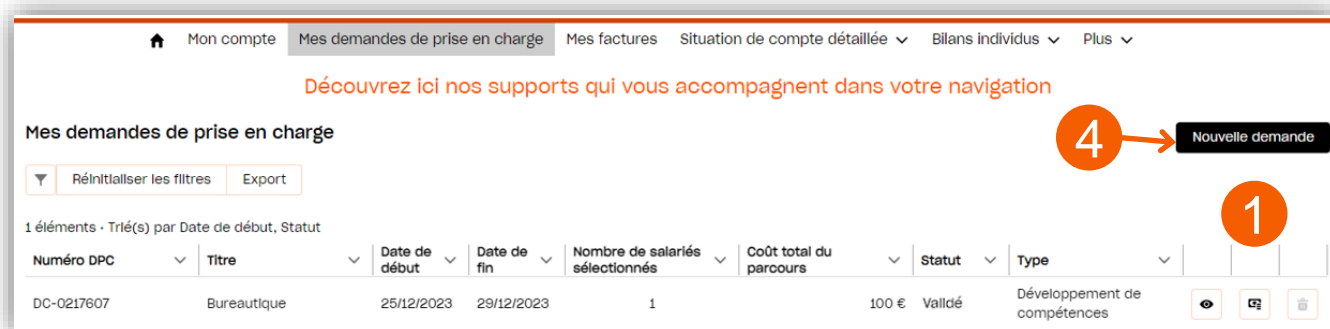 Mon compte Mes demandes de prise en charge Mes factures Situation de compte détaillée Bilans individus Plus
Découvrez ici nos supports qui vous accompagnent dans votre navigation
Mes demandes de prise en charge
4
Nouvelle demande
Réinitialiser les filtres Export
1
1 éléments · Trié(s) par Date de début, Statut
Numéro DPC Titre Date de début Date de fin Nombre de salariés sélectionnés Coût total du parcours Statut Type
DC-0217607 Bureautique 25/12/2023 29/12/2023 1 100 € Validé Développement de compétences